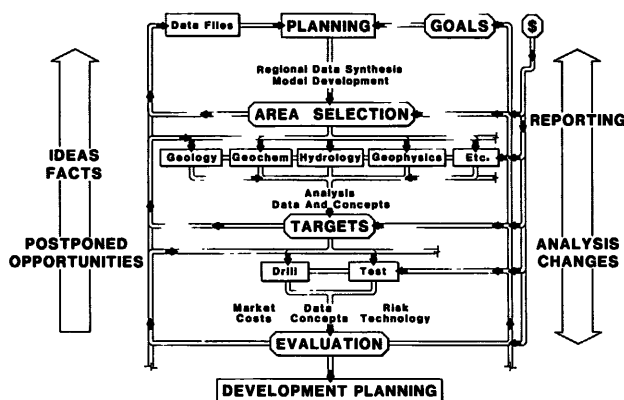 Data Files
PLANNING
GOALS
$
Regional Data Synthesis
Model Development
AREA SELECTION
REPORTING
IDEAS
FACTS
Geology
Geochem
Hydrology
Geophysics
Etc.
Analysis
Data And Concepts
TARGETS
POSTPONED
OPPORTUNITIES
ANALYSIS
CHANGES
Drill
Test
Market
Costs
Data
Concepts
Risk
Technology
EVALUATION
DEVELOPMENT PLANNING